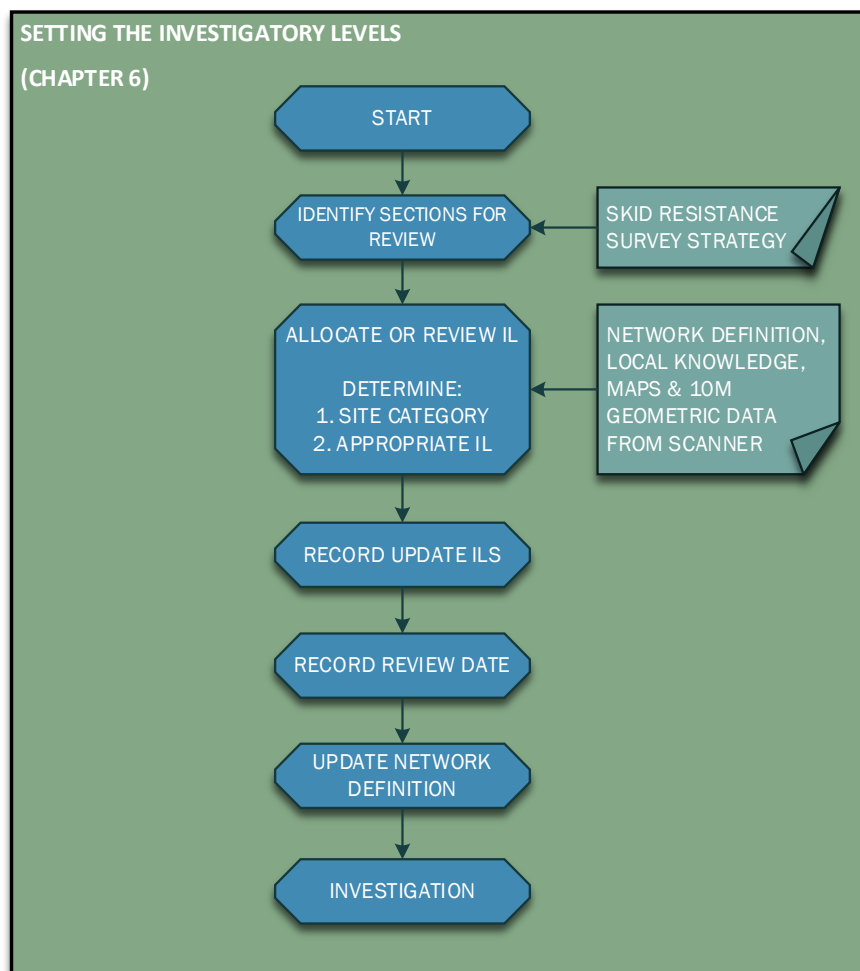 SETTING THE INVESTIGATORY LEVELS
(CHAPTER 6)
START
IDENTIFY SECTIONS FOR
REVIEW
SKID RESISTANCE
SURVEY STRATEGY
ALLOCATE OR REVIEW IL
DETERMINE:
1. SITE CATEGORY
2. APPROPRIATE IL
NETWORK DEFINITION,
LOCAL KNOWLEDGE,
MAPS & 10M
GEOMETRIC DATA
FROM SCANNER
RECORD UPDATE ILS
RECORD REVIEW DATE
UPDATE NETWORK
DEFINITION
INVESTIGATION